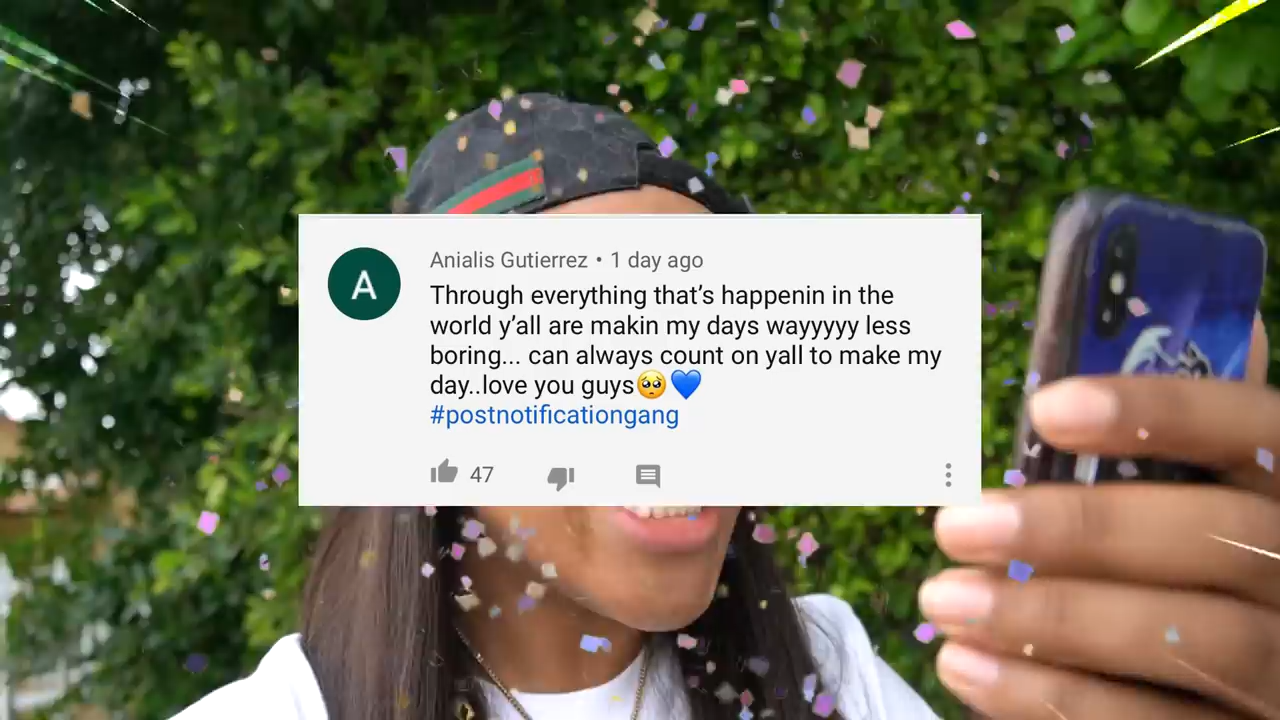 A
Anialis Gutierrez • 1 day ago
Through everything that's happenin in the
world y'all are makin my days wayyyyy less
boring... can always count on yall to make my
day..love you guys🥺💙
#postnotificationgang
47